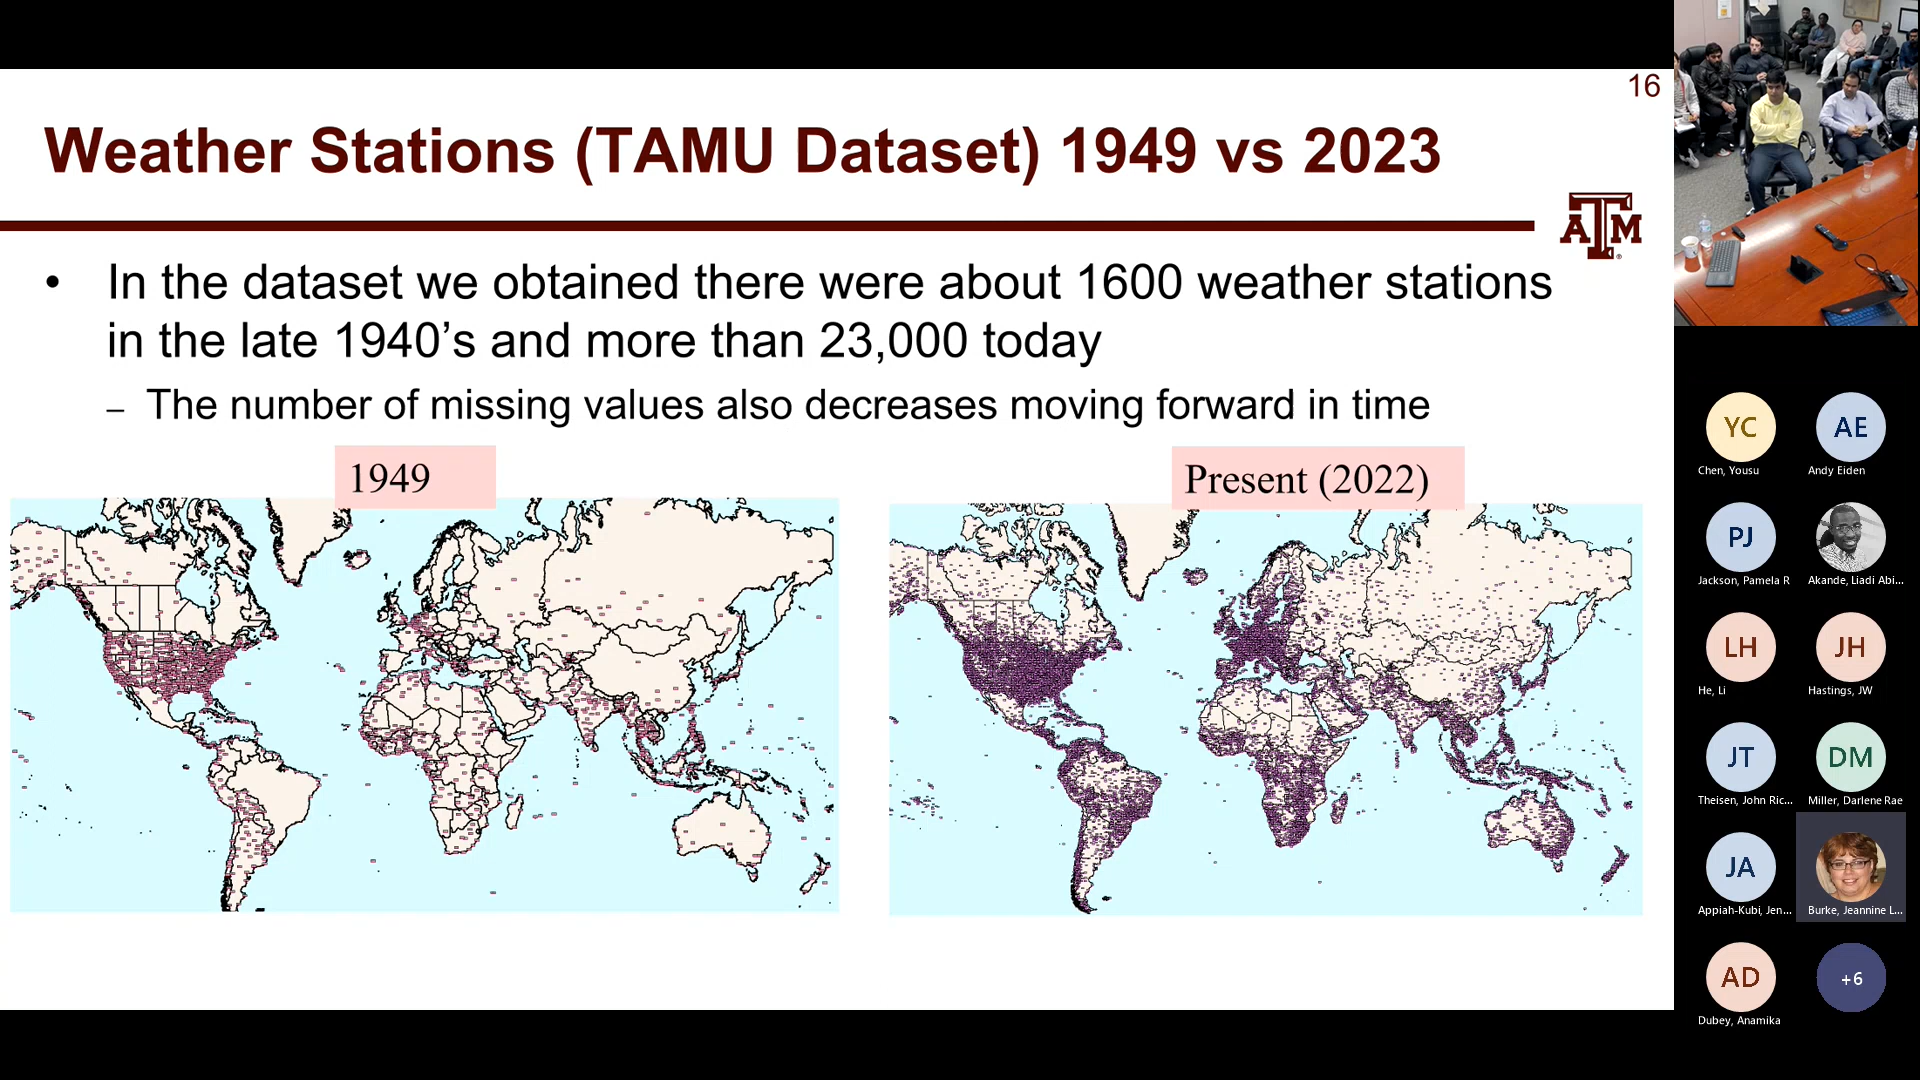 16
Weather Stations (TAMU Dataset) 1949 vs 2023
ATM
• In the dataset we obtained there were about 1600 weather stations
in the late 1940’s and more than 23,000 today
– The number of missing values also decreases moving forward in time
1949
Present (2022)
YC
Chen, Yousu
AE
Andy Eiden
PJ
Jackson, Pamela R
Akande, Liadi Abi...
LH
He, Li
JH
Hastings, JW
JT
Theisen, John Ric...
DM
Miller, Darlene Rae
JA
Appiah-Kubi, Jen...
Burke, Jeannine L...
AD
Dubey, Anamika
+6